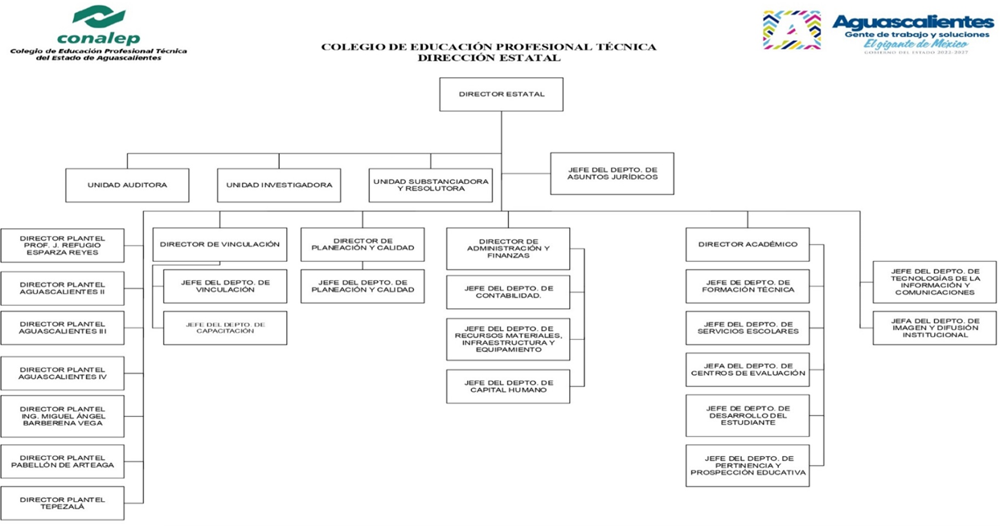 conalep
Colegio de Educación Profesional Técnica
del Estado de Aguascalientes
COLEGIO DE EDUCACIÓN PROFESIONAL TÉCNICA
DIRECCIÓN ESTATAL
Aguascalientes
Gente de trabajo y soluciones
El gigante de México
GOBIERNO DEL ESTADO 2022-2027
DIRECTOR ESTATAL
UNIDAD AUDITORA
UNIDAD INVESTIGADORA
UNIDAD SUBSTANCIADORA
Y RESOLUTORA
JEFE DEL DEPTO. DE
ASUNTOS JURÍDICOS
DIRECTOR PLANTEL
PROF. J. REFUGIO
ESPARZA REYES
DIRECTOR PLANTEL
AGUASCALIENTES II
DIRECTOR PLANTEL
AGUASCALIENTES III
DIRECTOR PLANTEL
AGUASCALIENTES IV
DIRECTOR PLANTEL
ING. MIGUEL ÁNGEL
BARBERENA VEGA
DIRECTOR PLANTEL
PABELLÓN DE ARTEAGA
DIRECTOR PLANTEL
TEPEZALÁ
DIRECTOR DE VINCULACIÓN
JEFE DEL DEPTO. DE
VINCULACIÓN
JEFE DEL DEPTO. DE
CAPACITACIÓN
DIRECTOR DE
PLANEACIÓN Y CALIDAD
JEFE DEL DEPTO. DE
PLANEACIÓN Y CALIDAD
DIRECTOR DE
ADMINISTRACIÓN Y
FINANZAS
JEFE DEL DEPTO. DE
CONTABILIDAD.
JEFE DEL DEPTO. DE
RECURSOS MATERIALES,
INFRAESTRUCTURA Y
EQUIPAMIENTO
JEFE DEL DEPTO. DE
CAPITAL HUMANO
DIRECTOR ACADÉMICO
JEFE DE DEPTO. DE
FORMACIÓN TÉCNICA
JEFE DEL DEPTO. DE
SERVICIOS ESCOLARES
JEFA DEL DEPTO. DE
CENTROS DE EVALUACIÓN
JEFE DE DEPTO. DE
DESARROLLO DEL
ESTUDIANTE
JEFE DEL DEPTO. DE
PERTINENCIA Y
PROSPECCIÓN EDUCATIVA
JEFE DEL DEPTO. DE
TECNOLOGÍAS DE LA
INFORMACIÓN Y
COMUNICACIONES
JEFA DEL DEPTO. DE
IMAGEN Y DIFUSIÓN
INSTITUCIONAL